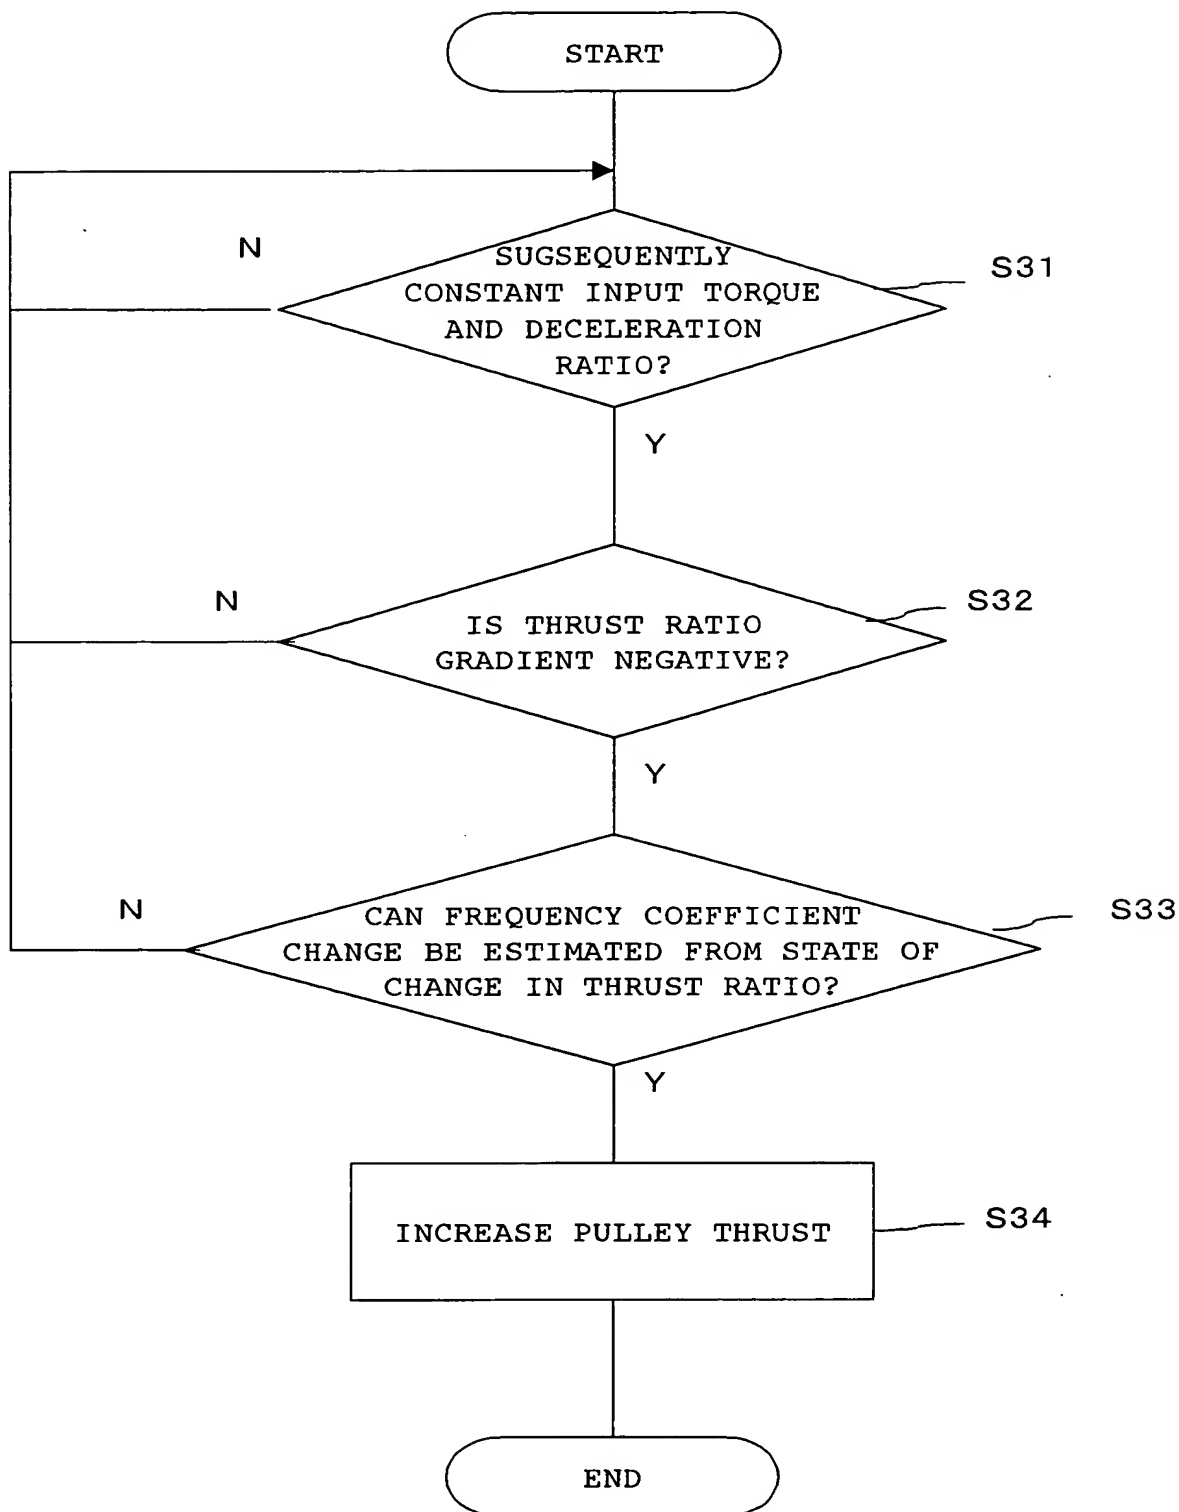 START
N
SUGSEQUENTLY
CONSTANT INPUT TORQUE
AND DECELERATION
RATIO?
S31
Y
N
IS THRUST RATIO
GRADIENT NEGATIVE?
S32
Y
N
CAN FREQUENCY COEFFICIENT
CHANGE BE ESTIMATED FROM STATE OF
CHANGE IN THRUST RATIO?
S33
Y
INCREASE PULLEY THRUST
S34
END